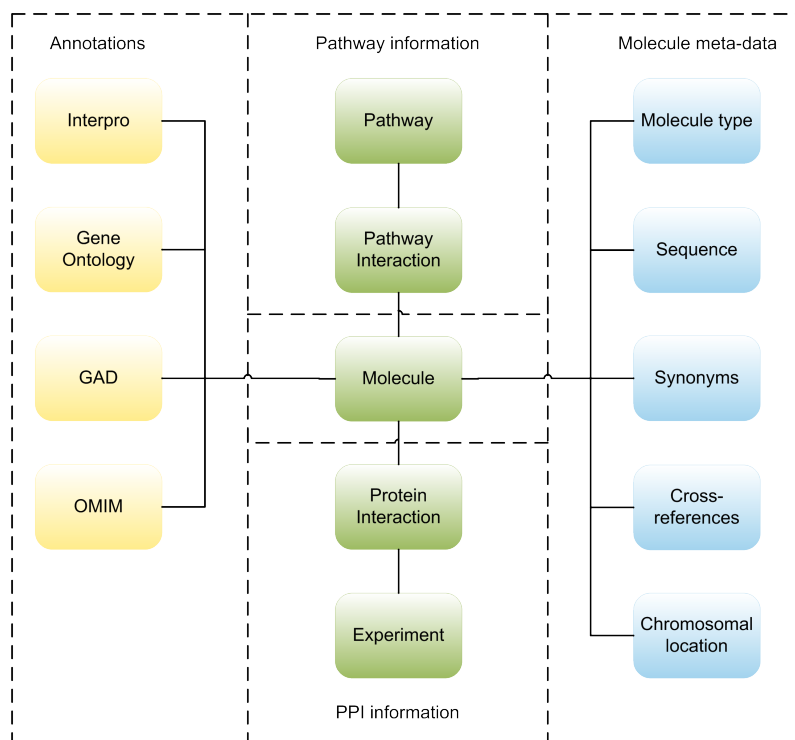 Annotations
Interpro
Gene
Ontology
GAD
OMIM
Pathway information
Pathway
Pathway
Interaction
Molecule
Protein
Interaction
Experiment
PPI information
Molecule meta-data
Molecule type
Sequence
Synonyms
Cross-
references
Chromosomal
location